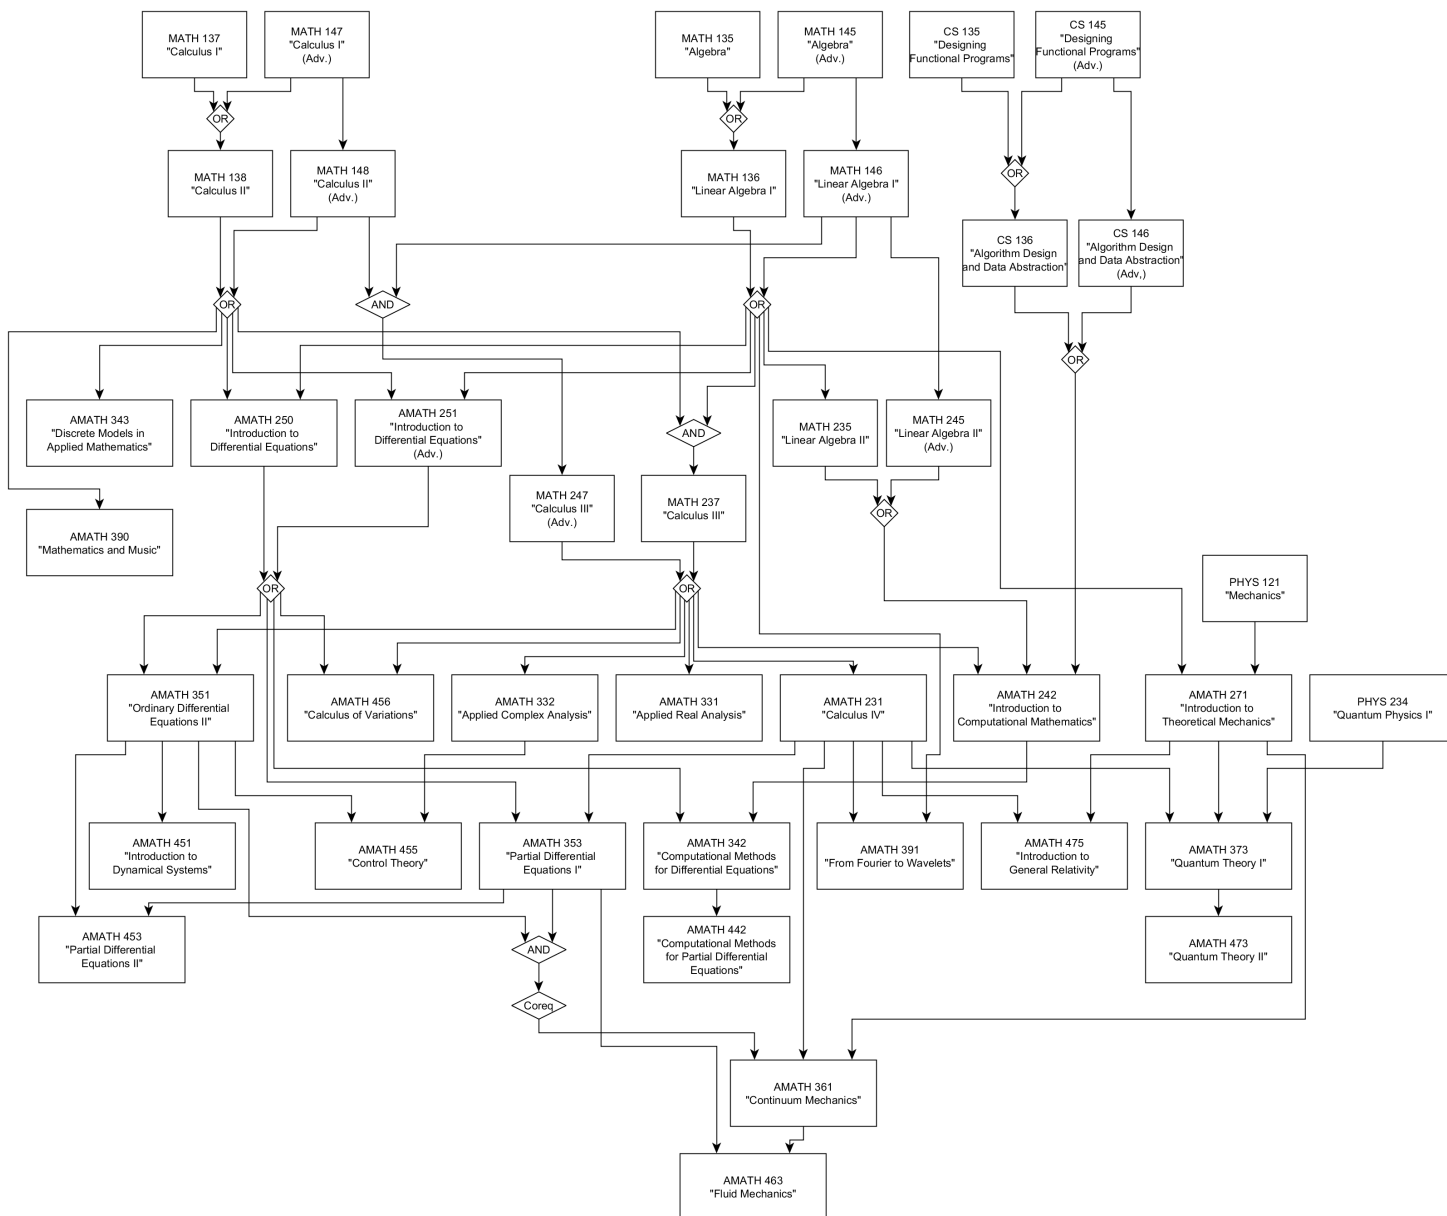 MATH 137
"Calculus I"
MATH 147
"Calculus I"
(Adv.)
MATH 135
"Algebra"
MATH 145
"Algebra"
(Adv.)
CS 135
"Designing
Functional Programs"
CS 145
"Designing
Functional Programs"
(Adv.)
OR
OR
MATH 138
"Calculus II"
MATH 148
"Calculus II"
(Adv.)
MATH 136
"Linear Algebra I"
MATH 146
"Linear Algebra I"
(Adv.)
OR
CS 136
"Algorithm Design
and Data Abstraction"
CS 146
"Algorithm Design
and Data Abstraction"
(Adv,)
OR
AND
OR
OR
AMATH 343
"Discrete Models in
Applied Mathematics"
AMATH 250
"Introduction to
Differential Equations"
AMATH 251
"Introduction to
Differential Equations"
(Adv.)
AND
MATH 235
"Linear Algebra II"
MATH 245
"Linear Algebra II"
(Adv.)
MATH 247
"Calculus III"
(Adv.)
MATH 237
"Calculus III"
OR
AMATH 390
"Mathematics and Music"
OR
OR
PHYS 121
"Mechanics"
AMATH 351
"Ordinary Differential
Equations II"
AMATH 456
"Calculus of Variations"
AMATH 332
"Applied Complex Analysis"
AMATH 331
"Applied Real Analysis"
AMATH 231
"Calculus IV"
AMATH 242
"Introduction to
Computational Mathematics"
AMATH 271
"Introduction to
Theoretical Mechanics"
PHYS 234
"Quantum Physics I"
AMATH 451
"Introduction to
Dynamical Systems"
AMATH 455
"Control Theory"
AMATH 353
"Partial Differential
Equations I"
AMATH 342
"Computational Methods
for Differential Equations"
AMATH 391
"From Fourier to Wavelets"
AMATH 475
"Introduction to
General Relativity"
AMATH 373
"Quantum Theory I"
AMATH 453
"Partial Differential
Equations II"
AND
AMATH 442
"Computational Methods
for Partial Differential
Equations"
AMATH 473
"Quantum Theory II"
Coreq
AMATH 361
"Continuum Mechanics"
AMATH 463
"Fluid Mechanics"